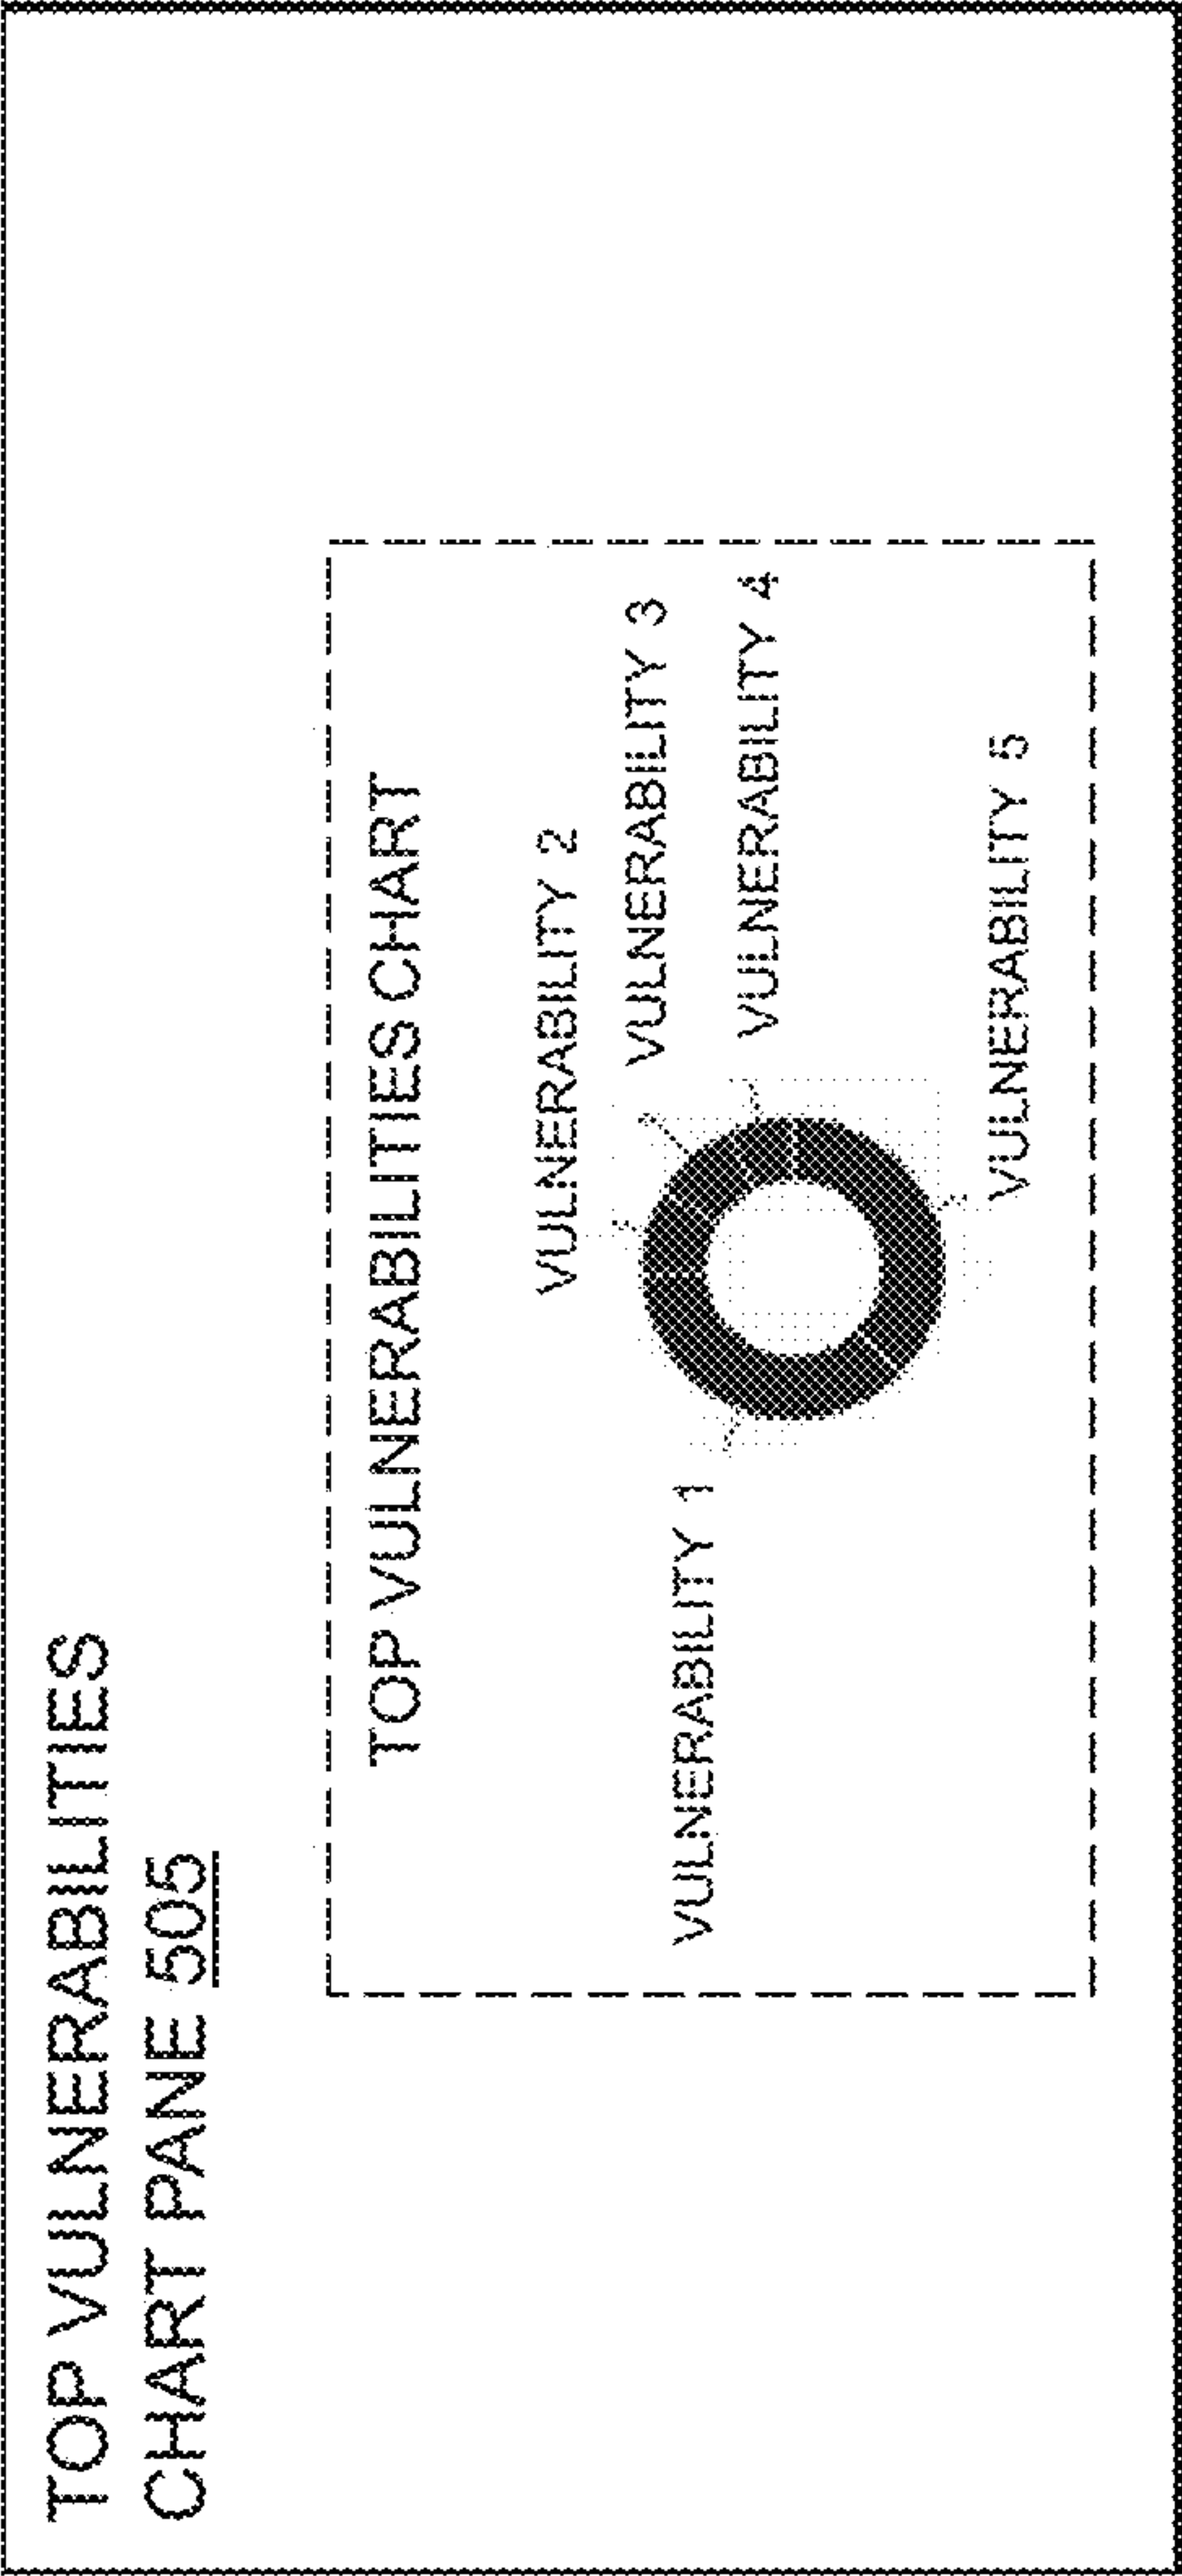 TOP VULNERABILITIES
CHART PANE 505
TOP VULNERABILITIES CHART
VULNERABILITY 2
VULNERABILITY 3
VULNERABILITY 1
VULNERABILITY 4
VULNERABILITY 5